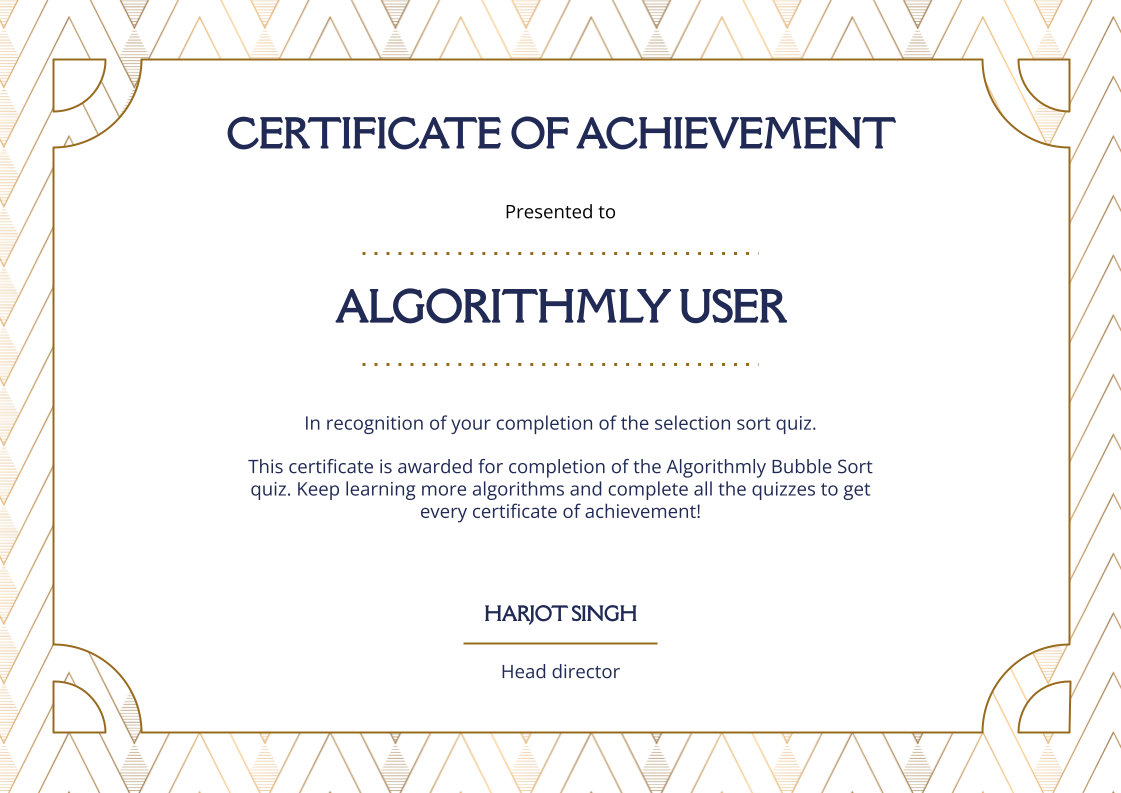 CERTIFICATE OF ACHIEVEMENT
Presented to
ALGORITHMLY USER
In recognition of your completion of the selection sort quiz.
This certificate is awarded for completion of the Algorithmly Bubble Sort
quiz. Keep learning more algorithms and complete all the quizzes to get
every certificate of achievement!
HARJOT SINGH
Head director